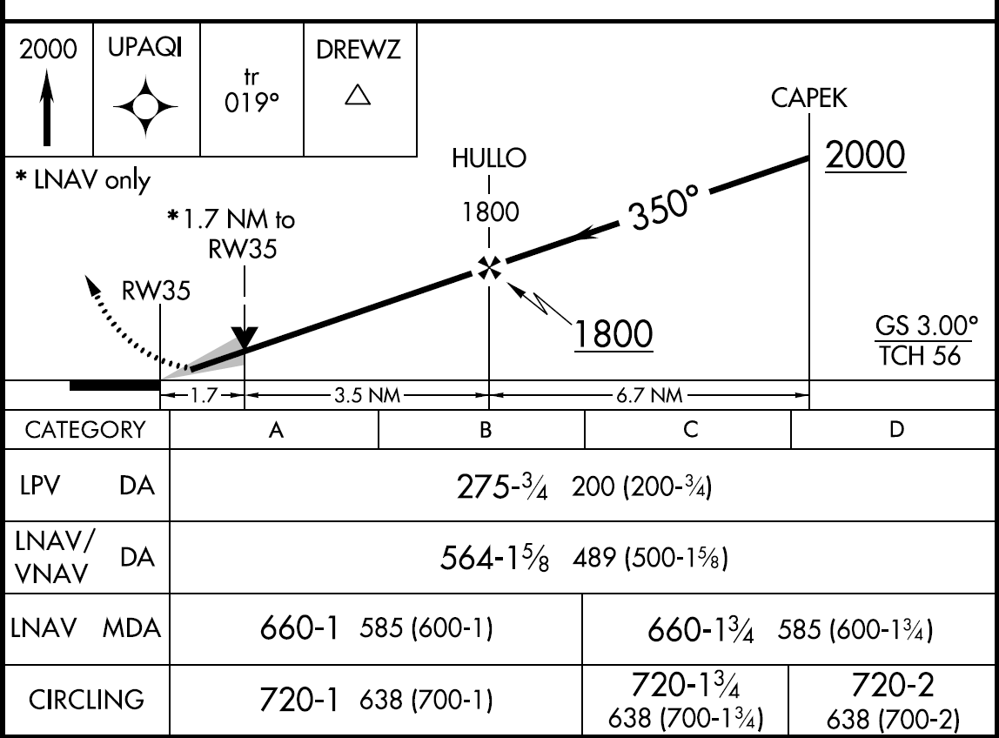 2000
UPAQI
tr
019°
DREWZ
CAPEK
* LNAV only
HULLO
2000
1800
350°
*1.7 NM to
RW35
RW35
1800
GS 3.00°
TCH 56
1.7
3.5 NM
6.7 NM
CATEGORY A B C D
LPV DA 275-¾ 200 (200-¾)
LNAV/
VNAV DA 564-1⅝ 489 (500-1⅝)
LNAV MDA 660-1 585 (600-1) 660-1¾ 585 (600-1¾)
CIRCLING 720-1 638 (700-1)
720-1¾
638 (700-1¾)
720-2
638 (700-2)